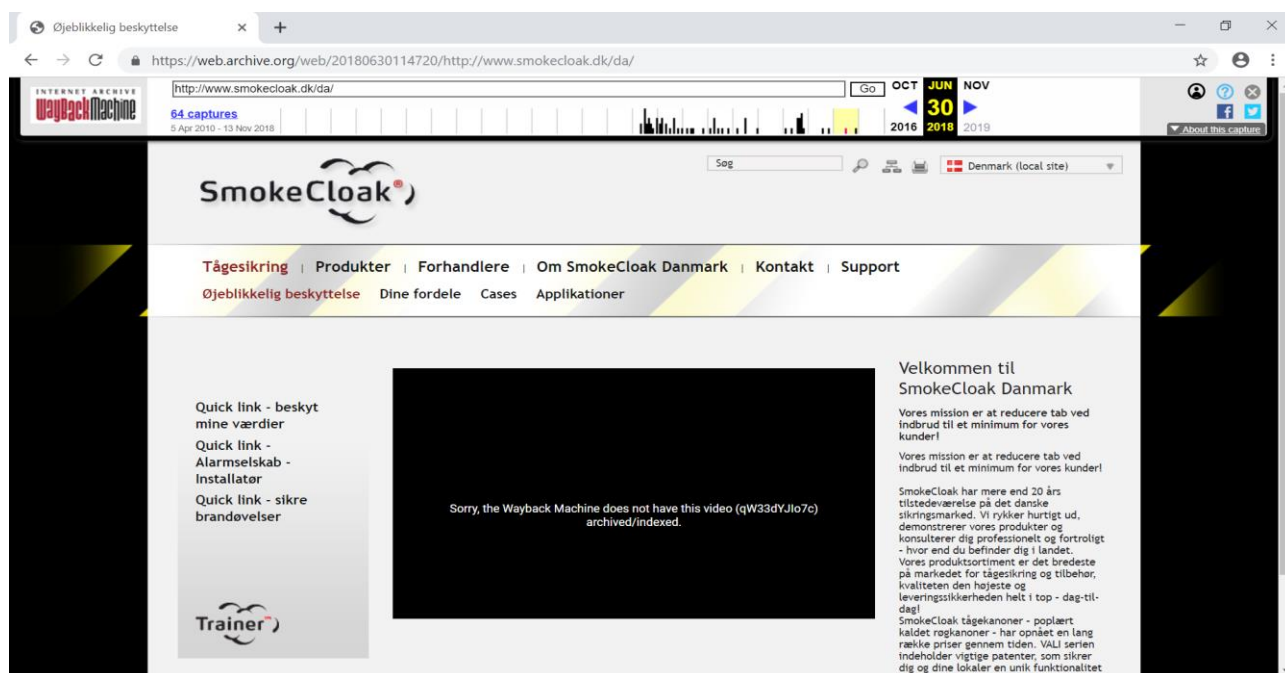 Øjeblikkelig beskyttelse
https://web.archive.org/web/20180630114720/http://www.smokecloak.dk/da/
INTERNET ARCHIVE
WayBackMachine
http://www.smokecloak.dk/da/
Go
OCT JUN NOV
64 captures
30
5 Apr 2010 - 13 Nov 2018
2016 2018 2019
About this capture
SmokeCloak®
Søg
Denmark (local site)
Tågesikring | Produkter | Forhandlere | Om SmokeCloak Danmark | Kontakt | Support
Øjeblikkelig beskyttelse Dine fordele Cases Applikationer
Quick link - beskyt
mine værdier
Quick link -
Alarmselskab -
Installatør
Quick link - sikre
brandøvelser
Trainer™
Sorry, the Wayback Machine does not have this video (qW33dYJIo7c)
archived/indexed.
Velkommen til
SmokeCloak Danmark
Vores mission er at reducere tab ved
indbrud til et minimum for vores
kunder!
Vores mission er at reducere tab ved
indbrud til et minimum for vores kunder!
SmokeCloak har mere end 20 års
tilstedeværelse på det danske
sikringsmarked. Vi rykker hurtigt ud,
demonstrerer vores produkter og
konsulterer dig professionelt og fortroligt
- hvor end du befinder dig i landet.
Vores produktsortiment er det bredeste
på markedet for tågesikring og tilbehør,
kvaliteten den højeste og
leveringssikkerheden helt i top - dag-til-
dag!
SmokeCloak tågekanoner - poplært
kaldet røgkanoner - har opnået en lang
række priser gennem tiden. VALI serien
indeholder vigtige patenter, som sikrer
dig og dine lokaler en unik funktionalitet